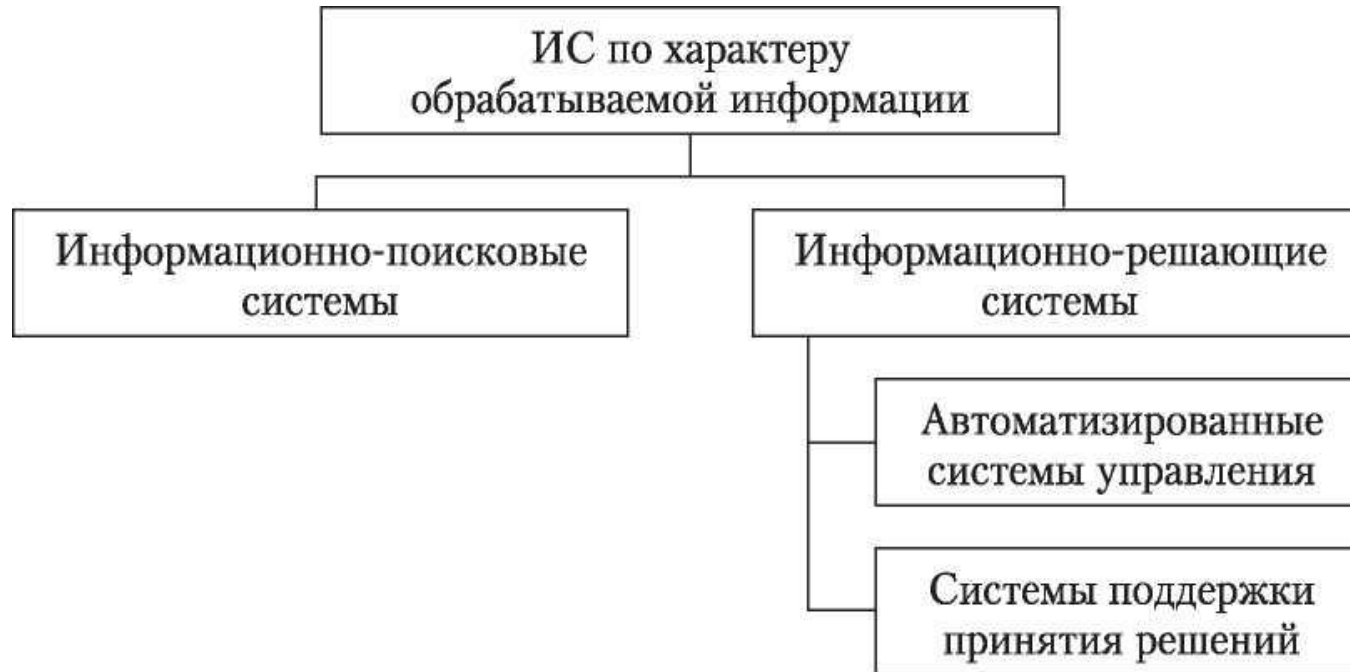 ИС по характеру
обрабатываемой информации
Информационно-поисковые
системы
Информационно-решающие
системы
Автоматизированные
системы управления
Системы поддержки
принятия решений